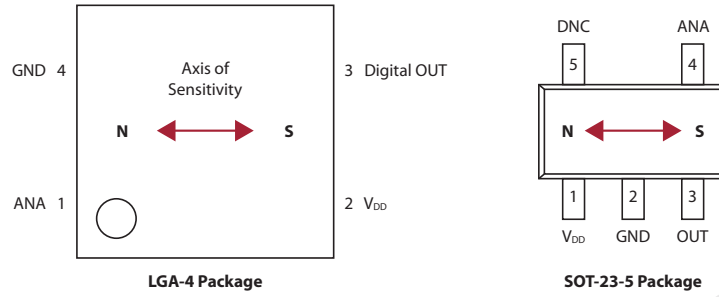 GND 4
Axis of
Sensitivity
3 Digital OUT
N
S
ANA 1
2 VDD
LGA-4 Package
DNC
ANA
5
4
N
S
1
2
3
VDD
GND
OUT
SOT-23-5 Package